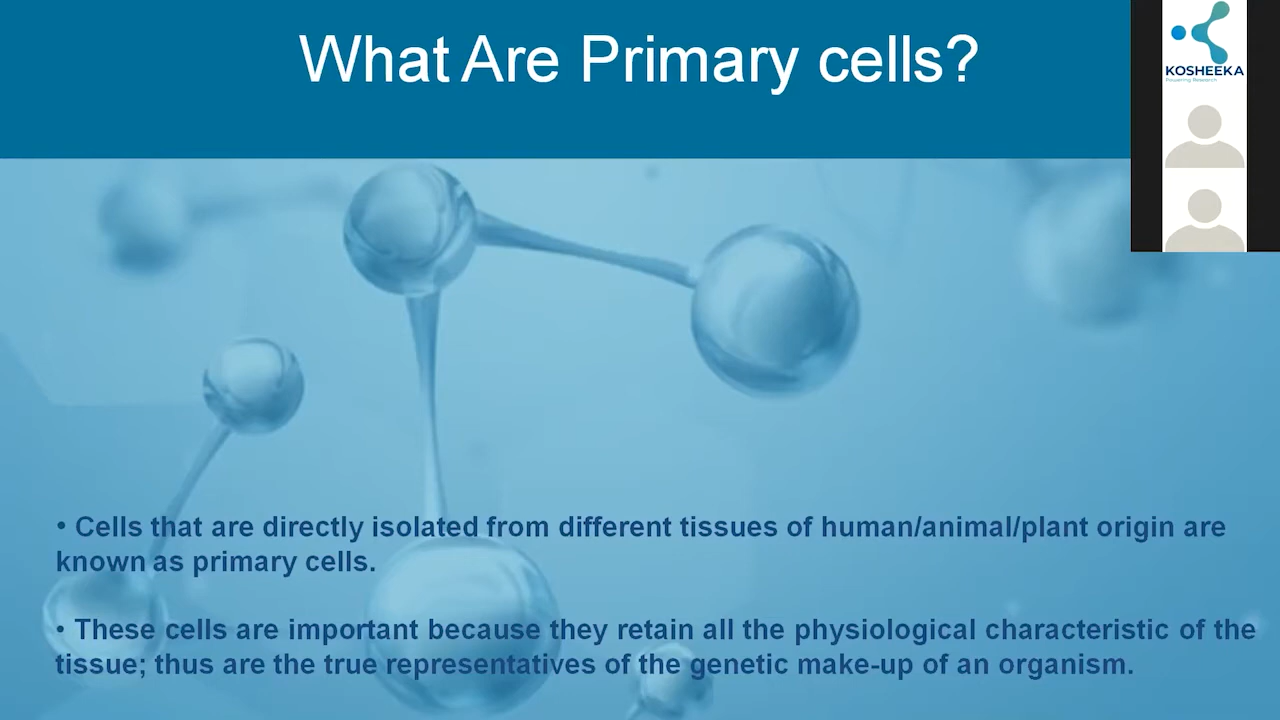 What Are Primary cells?
KOSHEEKA
Powering Research
• Cells that are directly isolated from different tissues of human/animal/plant origin are
known as primary cells.
• These cells are important because they retain all the physiological characteristic of the
tissue; thus are the true representatives of the genetic make-up of an organism.